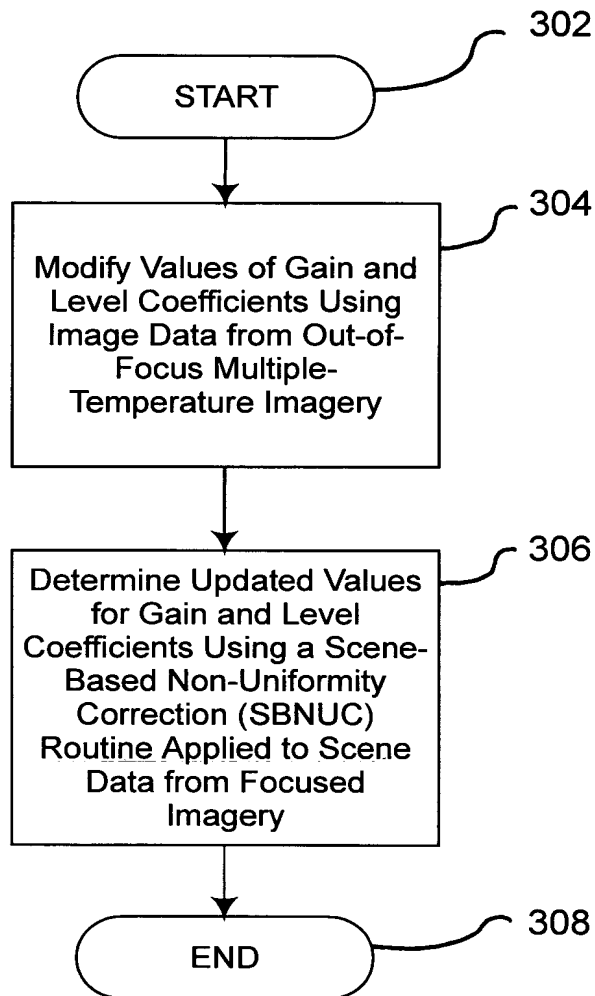 302
START
304
Modify Values of Gain and
Level Coefficients Using
Image Data from Out-of-
Focus Multiple-
Temperature Imagery
306
Determine Updated Values
for Gain and Level
Coefficients Using a Scene-
Based Non-Uniformity
Correction (SBNUC)
Routine Applied to Scene
Data from Focused
Imagery
308
END